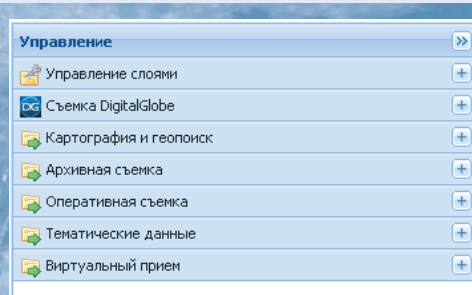 Управление
Управление слоями
DG Съемка DigitalGlobe
Картография и геопоиск
Архивная съемка
Оперативная съемка
Тематические данные
Виртуальный прием